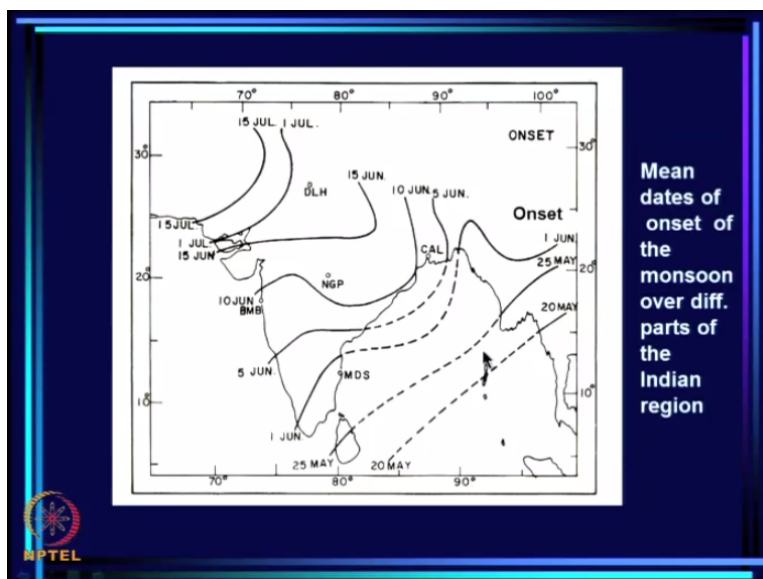 70° 80° 90° 100°
15 JUL. 1 JUL.
ONSET
30° 30°
15 JUN.
DLH
10 JUN. 5 JUN.
Onset
15 JUL.
1 JUL.
15 JUN
CAL
1 JUN.
25 MAY
20° 20°
NGP
20 MAY
10 JUN
BMB
5 JUN.
MDS
10° 10°
1 JUN
25 MAY 20 MAY
70° 80° 90°
Mean
dates of
onset of
the
monsoon
over diff.
parts of
the
Indian
region
NPTEL